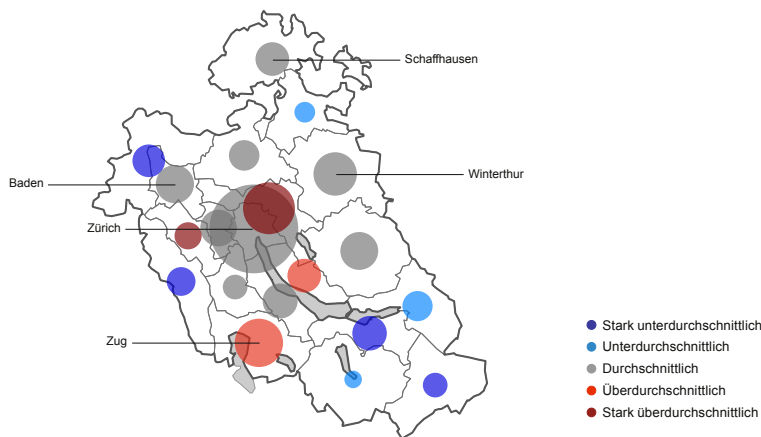 Schaffhausen
Winterthur
Baden
Zürich
Zug
Stark unterdurchschnittlich
Unterdurchschnittlich
Durchschnittlich
Überdurchschnittlich
Stark überdurchschnittlich